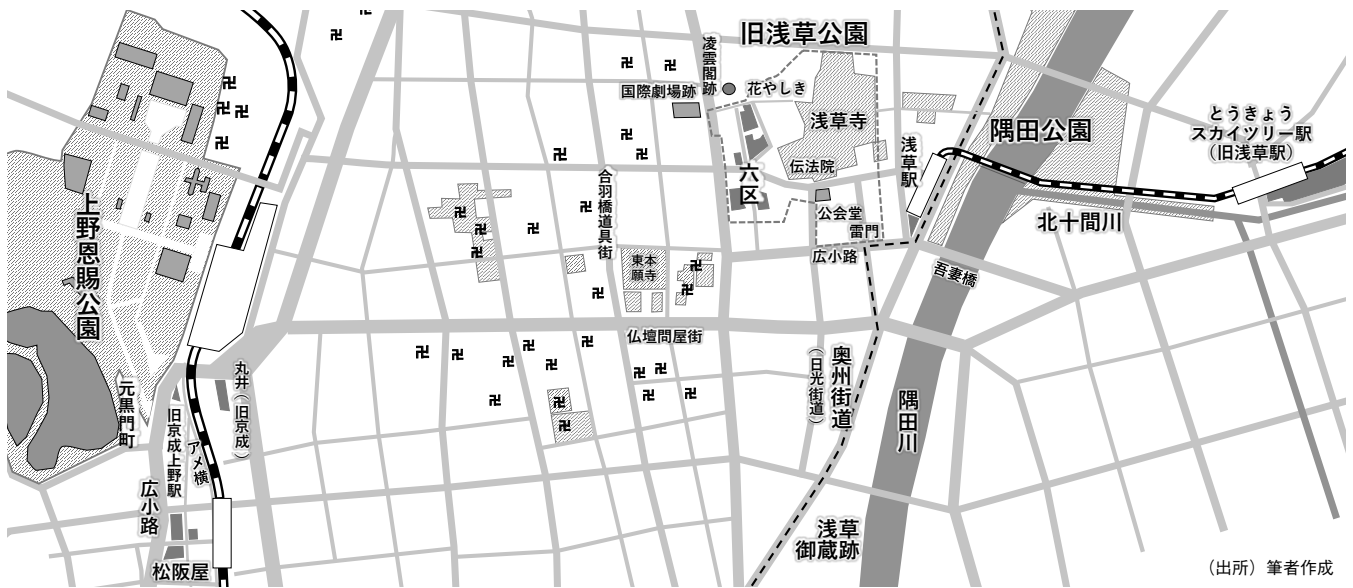 旧浅草公園
凌雲閣跡
花やしき
国際劇場跡
浅草寺
伝法院
六区
公会堂
雷門
広小路
浅草駅
隅田公園
とうきょう
スカイツリー駅
（旧浅草駅）
北十間川
吾妻橋
合羽橋道具街
東本
願寺
仏壇問屋街
上野恩賜公園
元黒門町
旧京成上野駅
アメ横
丸井（旧京成）
広小路
松阪屋
奥州街道
（日光街道）
隅田川
浅草
御蔵跡
（出所）筆者作成